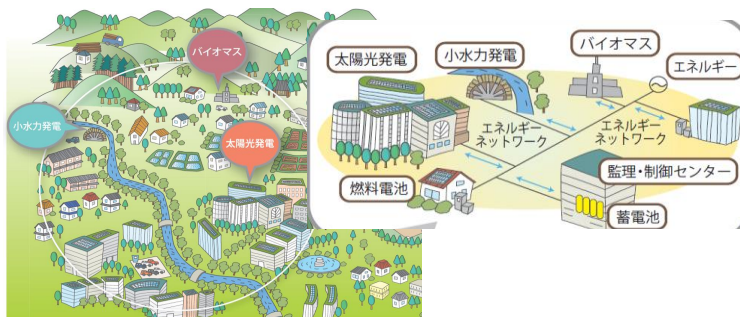 バイオマス
小水力発電
太陽光発電
太陽光発電
小水力発電
バイオマス
エネルギー
エネルギー
ネットワーク
エネルギー
ネットワーク
燃料電池
監理・制御センター
蓄電池